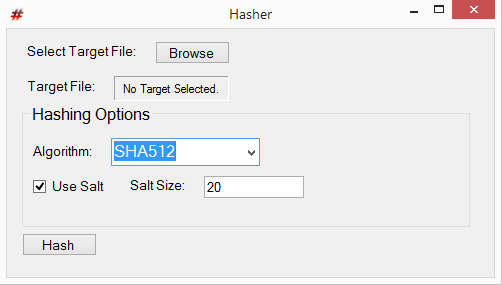 Hasher
Select Target File: Browse
Target File: No Target Selected.
Hashing Options
Algorithm: SHA512
Use Salt Salt Size: 20
Hash